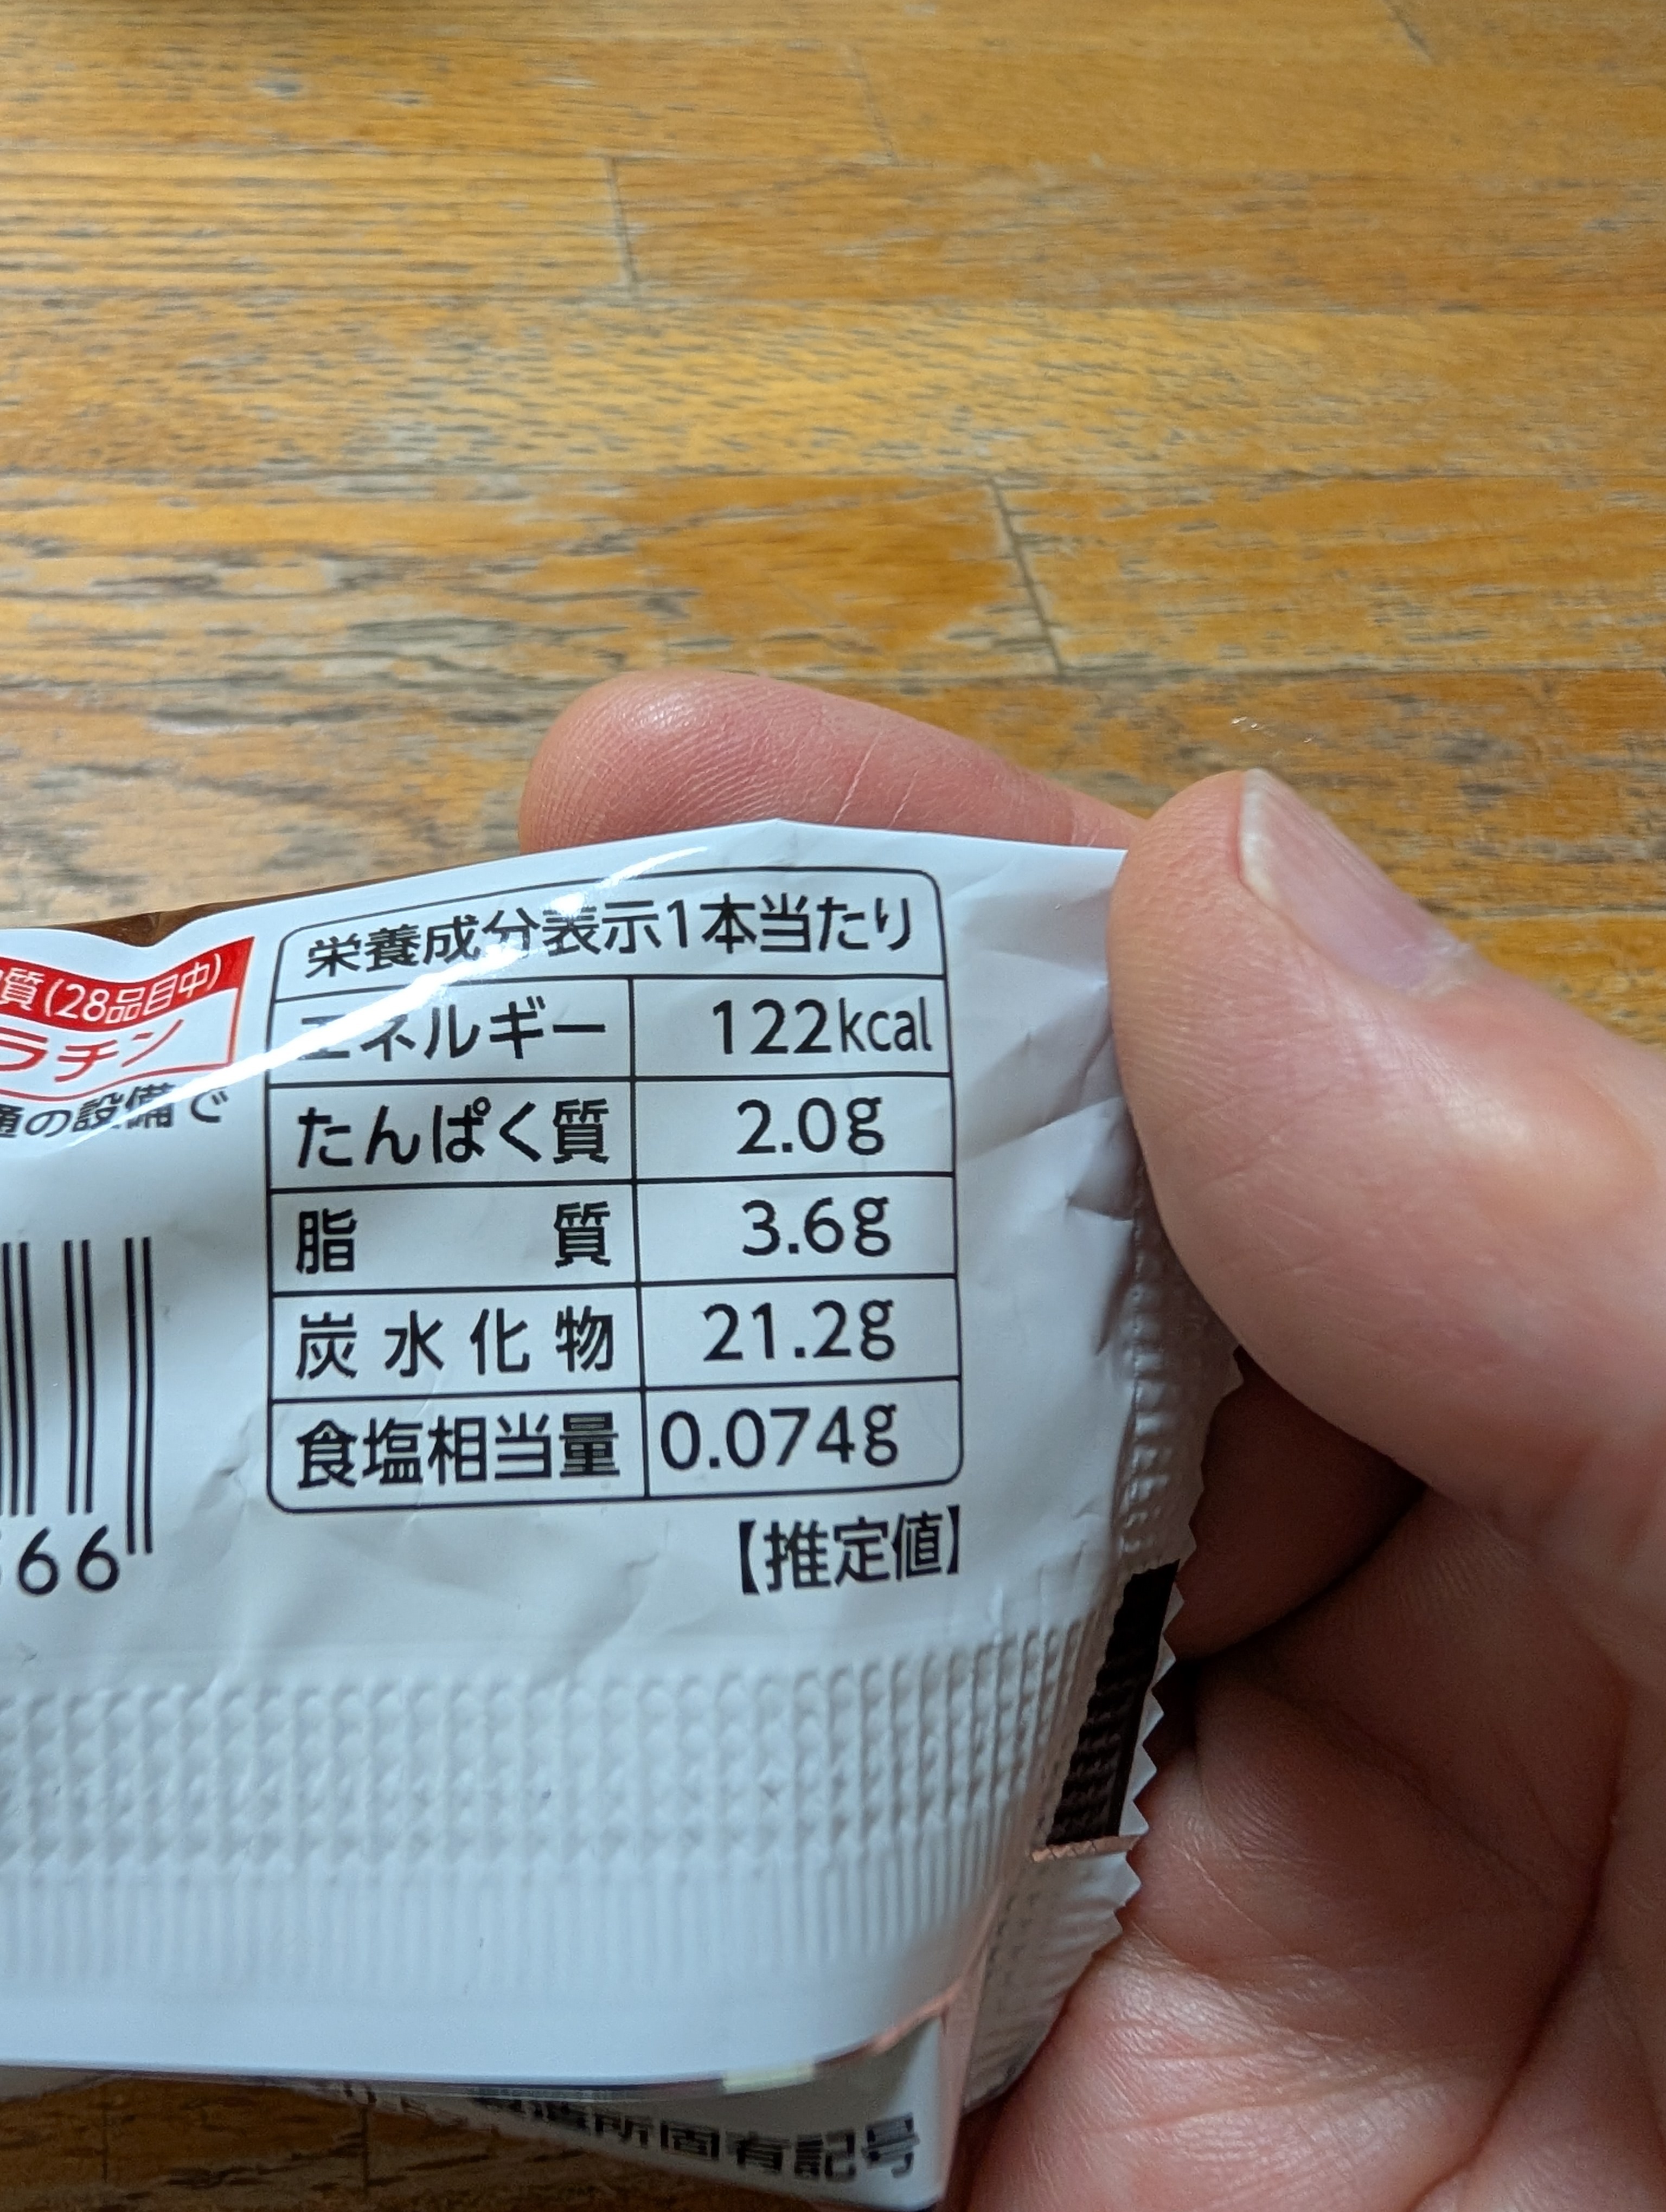 質(28品目中)
ラチン
通の設備で
66
栄養成分表示1本当たり
エネルギー 122kcal
たんぱく質 2.0g
脂質 3.6g
炭水化物 21.2g
食塩相当量 0.074g
【推定値】
製造所固有記号